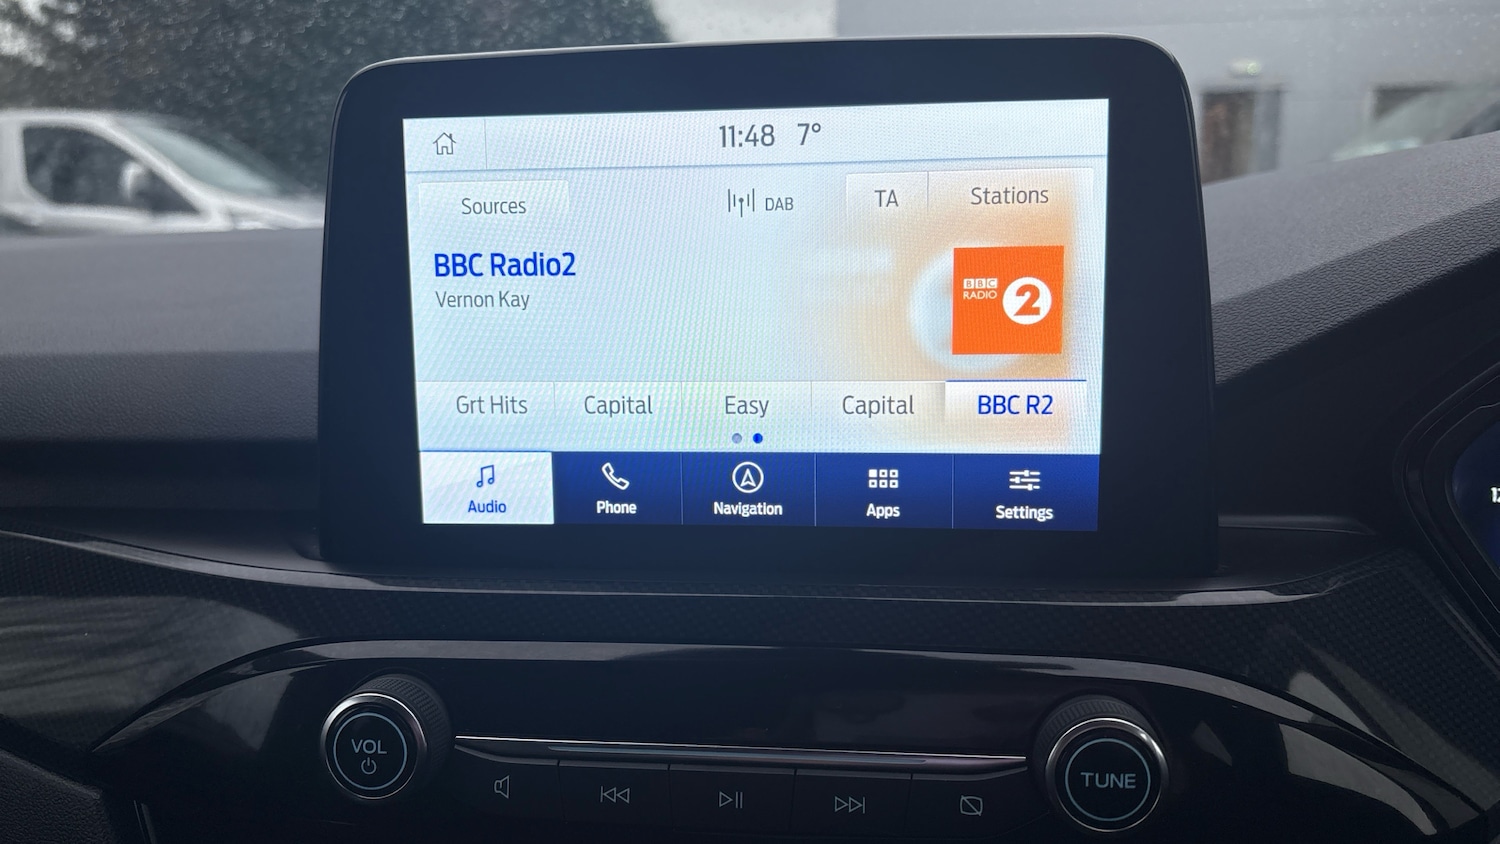 11:48 7°
Sources
DAB
TA
Stations
BBC Radio2
Vernon Kay
BBC
RADIO
2
Grt Hits
Capital
Easy
Capital
BBC R2
Audio
Phone
Navigation
Apps
Settings
VOL
TUNE